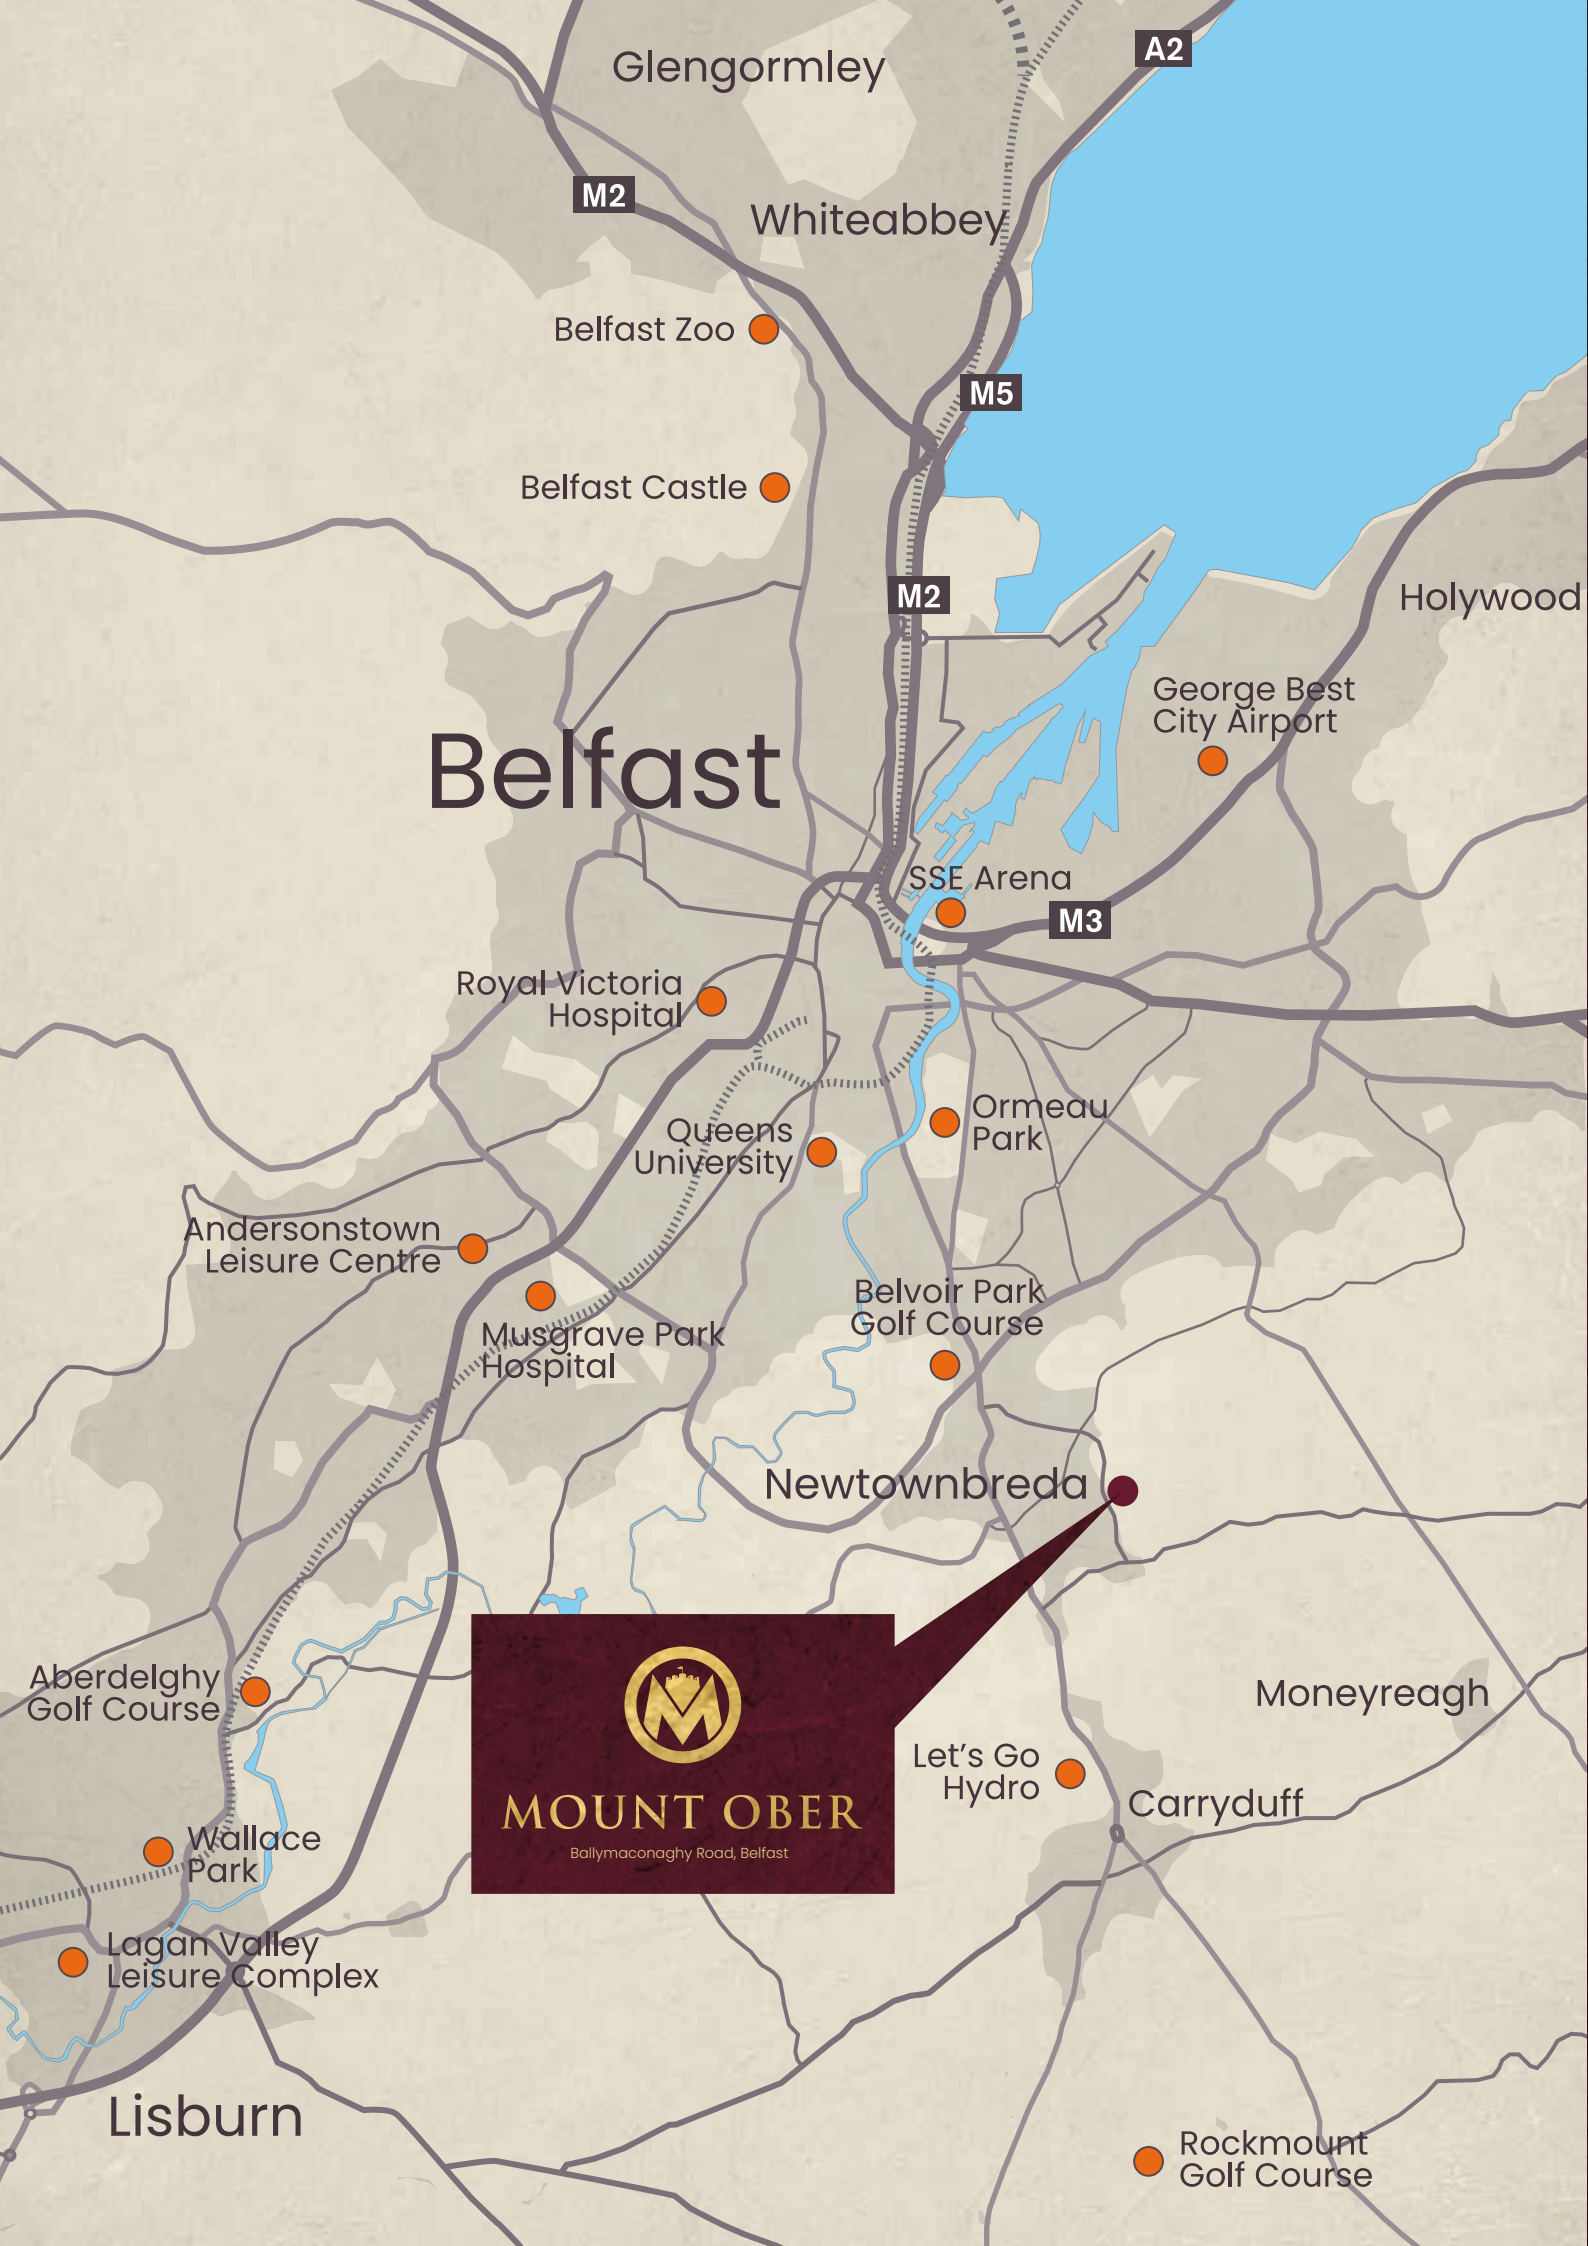 A2
Glengormley
M2
Whiteabbey
Belfast Zoo
M5
Belfast Castle
M2
Holywood
George Best
City Airport
Belfast
SSE Arena
M3
Royal Victoria
Hospital
Ormeau
Park
Queens
University
Andersonstown
Leisure Centre
Belvoir Park
Golf Course
Musgrave Park
Hospital
Newtownbreda
Aberdelghy
Golf Course
Moneyreagh
MOUNT OBER
Ballymaconaghy Road, Belfast
Let's Go
Hydro
Carryduff
Wallace
Park
Lagan Valley
Leisure Complex
Lisburn
Rockmount
Golf Course